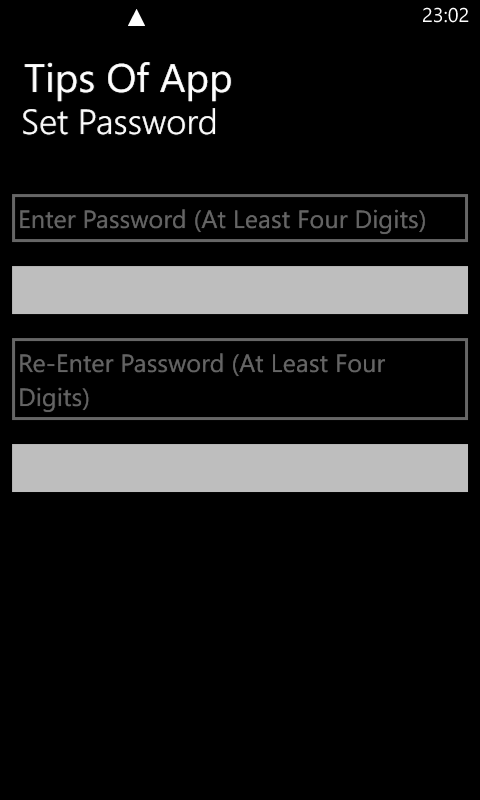 23:02
Tips Of App
Set Password
Enter Password (At Least Four Digits)
Re-Enter Password (At Least Four
Digits)